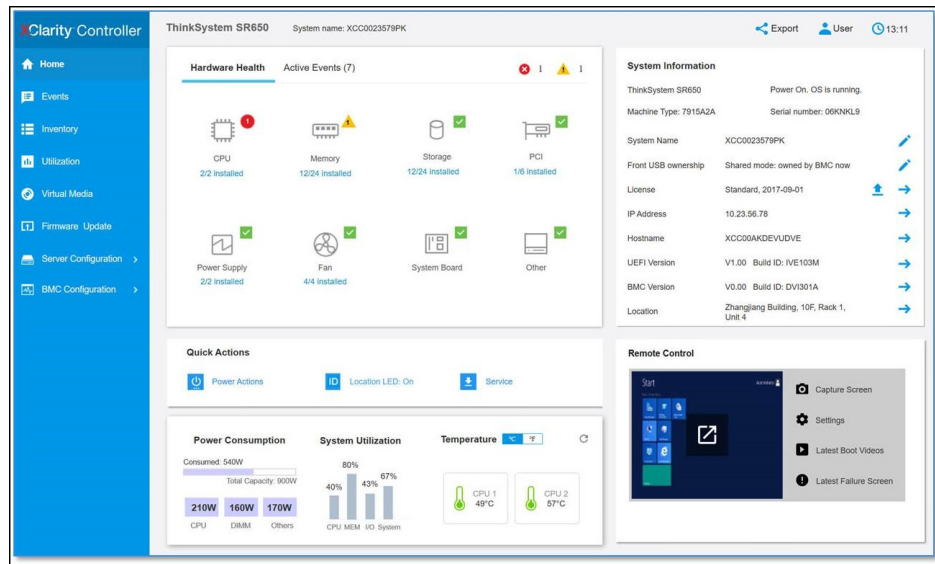 XClarity Controller
ThinkSystem SR650 System name: XCC0023579PK
Export User 13:11
Home
Events
Inventory
Utilization
Virtual Media
Firmware Update
Server Configuration >
BMC Configuration >
Hardware Health Active Events (7) 1 1
1
CPU Memory Storage PCI
2/2 installed 12/24 installed 12/24 installed 1/6 installed
Power Supply Fan System Board Other
2/2 installed 4/4 installed
Quick Actions
Power Actions ID Location LED: On Service
Power Consumption
Consumed: 540W
Total Capacity: 900W
210W 160W 170W
CPU DIMM Others
System Utilization
80%
67%
40% 43%
CPU MEM I/O System
Temperature °C °F
CPU 1
49°C
CPU 2
57°C
System Information
ThinkSystem SR650 Power On. OS is running.
Machine Type: 7915A2A Serial number: 06KNKL9
System Name XCC0023579PK
Front USB ownership Shared mode: owned by BMC now
License Standard, 2017-09-01
IP Address 10.23.56.78
Hostname XCC00AKDEVUDVE
UEFI Version V1.00 Build ID: IVE103M
BMC Version V0.00 Build ID: DVI301A
Location Zhangjiang Building, 10F, Rack 1,
Unit 4
Remote Control
Start
Capture Screen
Settings
Latest Boot Videos
Latest Failure Screen